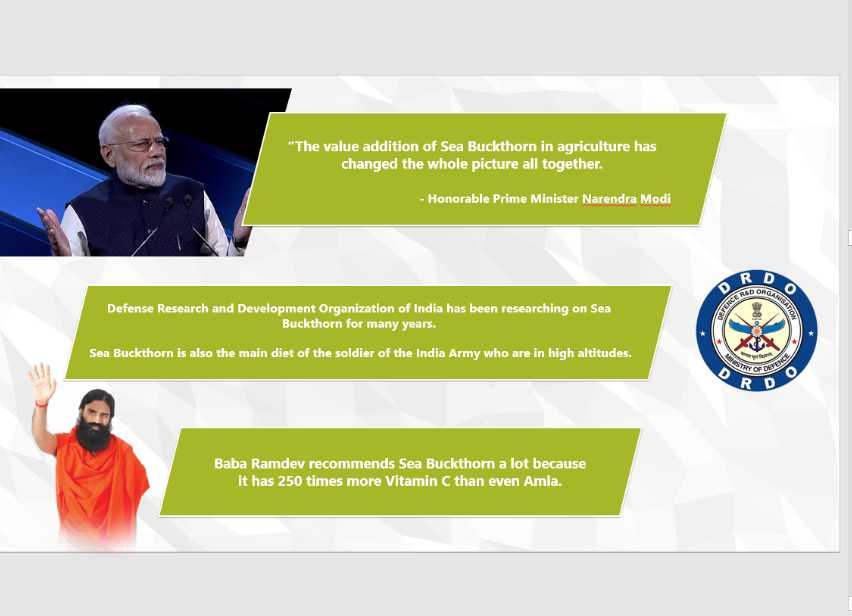 “The value addition of Sea Buckthorn in agriculture has
changed the whole picture all together.
- Honorable Prime Minister Narendra Modi
Defense Research and Development Organization of India has been researching on Sea
Buckthorn for many years.
Sea Buckthorn is also the main diet of the soldier of the India Army who are in high altitudes.
DRDO
DEFENCE R&D ORGANISATION
MINISTRY OF DEFENCE
DRDO
Baba Ramdev recommends Sea Buckthorn a lot because
it has 250 times more Vitamin C than even Amla.